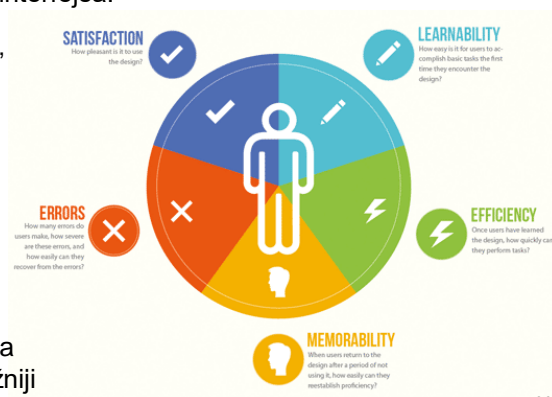 SATISFACTION
How pleasant is it to use
the design?
LEARNABILITY
How easy is it for users to ac-
complish basic tasks the first
time they encounter the
design?
ERRORS
How many errors do
users make, how severe
are these errors, and
how easily can they
recover from the errors?
EFFICIENCY
Once users have learned
the design, how quickly can
they perform tasks?
MEMORABILITY
When users return to the
design after a period of not
using it, how easily can they
reestablish proficiency?